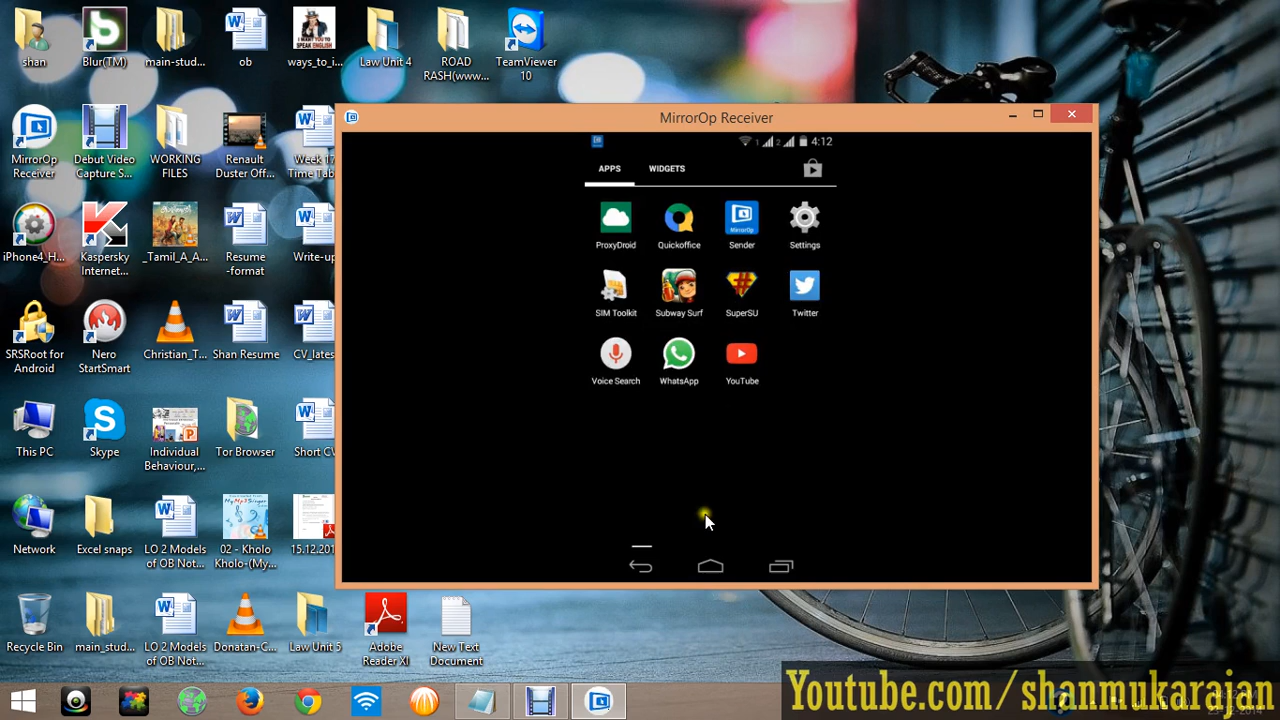 shan
Blur(TM)
main-stud...
ob
ways_to_i...
Law Unit 4
ROAD
RASH(www...
TeamViewer
10
MirrorOp
Receiver
Debut Video
Capture S...
WORKING
FILES
Renault
Duster Off...
Week 17
Time Tab
MirrorOp Receiver
1 2 4:12
APPS WIDGETS
ProxyDroid
Quickoffice
MirrorOp
Sender
Settings
SIM Toolkit
Subway Surf
SuperSU
Twitter
Voice Search
WhatsApp
YouTube
iPhone4_H...
Kaspersky
Internet...
_Tamil_A_A...
Resume
-format
Write-up
SRSRoot for
Android
Nero
StartSmart
Christian_T...
Shan Resume
CV_latest
This PC
Skype
Individual
Behaviour,...
Tor Browser
Short CV
Network
Excel snaps
LO 2 Models
of OB Not...
02 - Kholo
Kholo-(My...
15.12.201
Recycle Bin
main_stud...
LO 2 Models
of OB Not...
Donatan-C...
Law Unit 5
Adobe
Reader XI
New Text
Document
Youtube.com/shanmukarajan